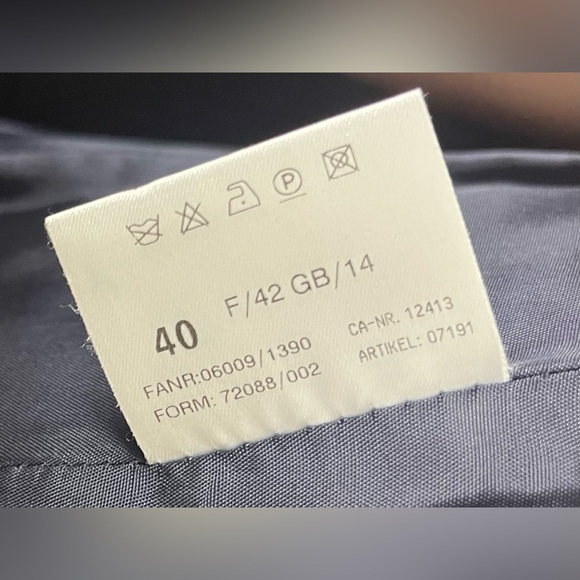 P
40 F/42 GB/14
FANR:06009/1390 CA-NR. 12413
FORM: 72088/002 ARTIKEL: 07191